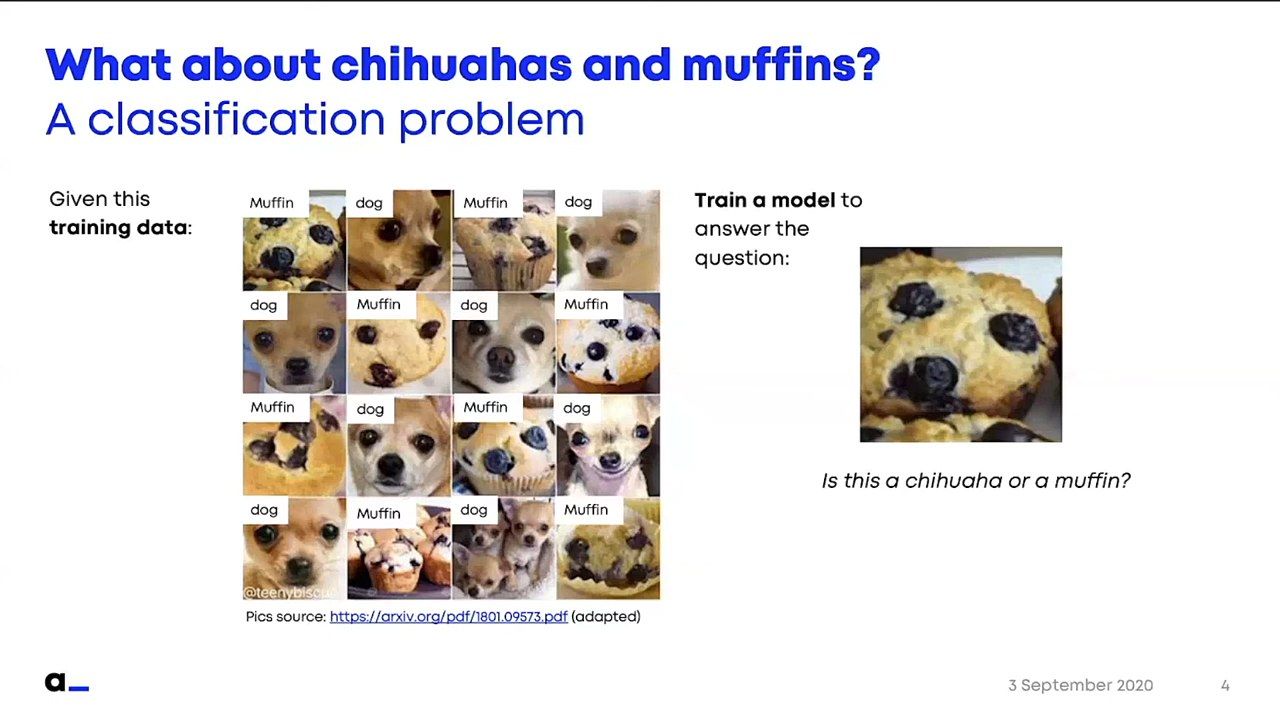 What about chihuahas and muffins?
A classification problem
Given this
training data:
Muffin
dog
Muffin
dog
dog
Muffin
dog
Muffin
Muffin
dog
Muffin
dog
dog
Muffin
dog
Muffin
Pics source: https://arxiv.org/pdf/1801.09573.pdf (adapted)
Train a model to
answer the
question:
Is this a chihuaha or a muffin?
a_
3 September 2020
4